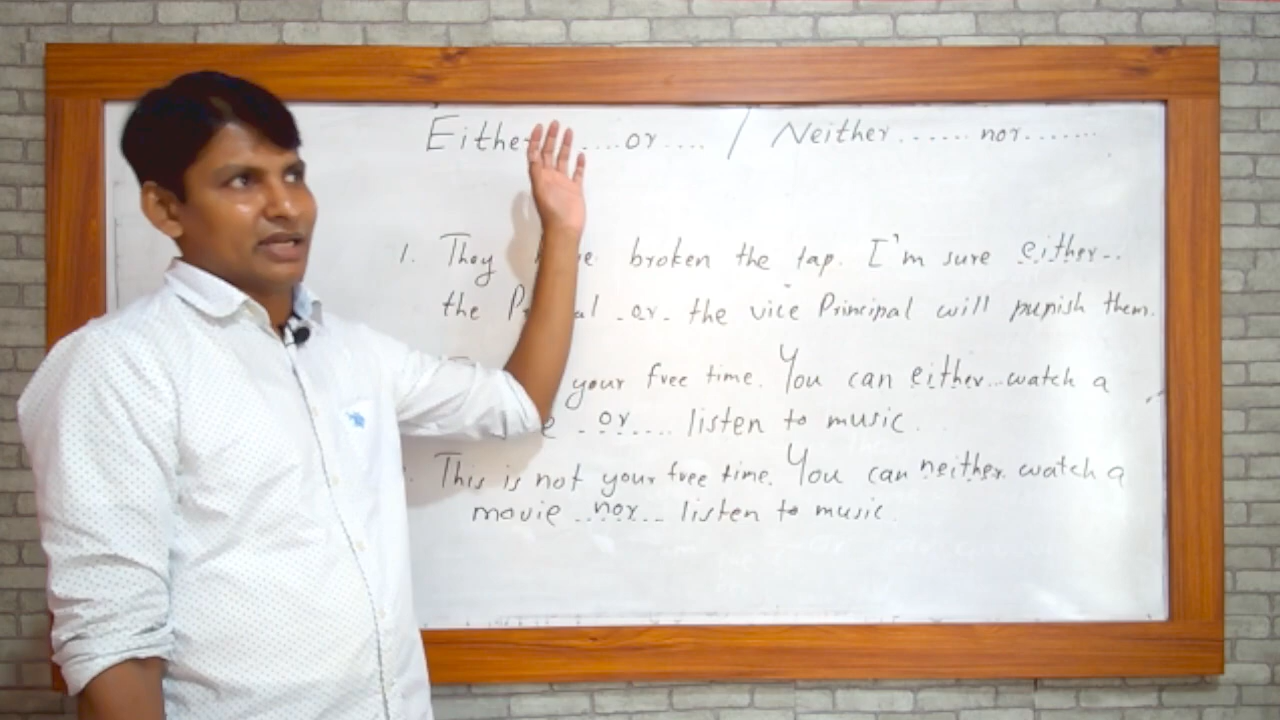 Either ....or .... / Neither ...... nor.......
1. They broken the tap. I'm sure either..
the .or. the vice Principal will punish them.
your free time. You can either...watch a
..or.... listen to music.
This is not your free time. You can neither. watch a
movie ..nor... listen to music.